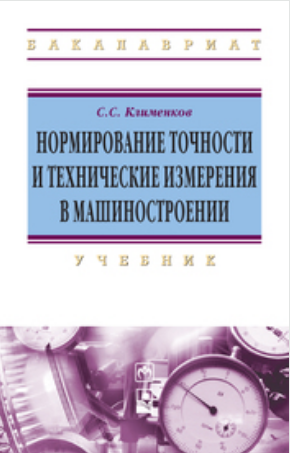 БАКАЛАВРИАТ
С.С. Клименков
НОРМИРОВАНИЕ ТОЧНОСТИ
И ТЕХНИЧЕСКИЕ ИЗМЕРЕНИЯ
В МАШИНОСТРОЕНИИ
УЧЕБНИК